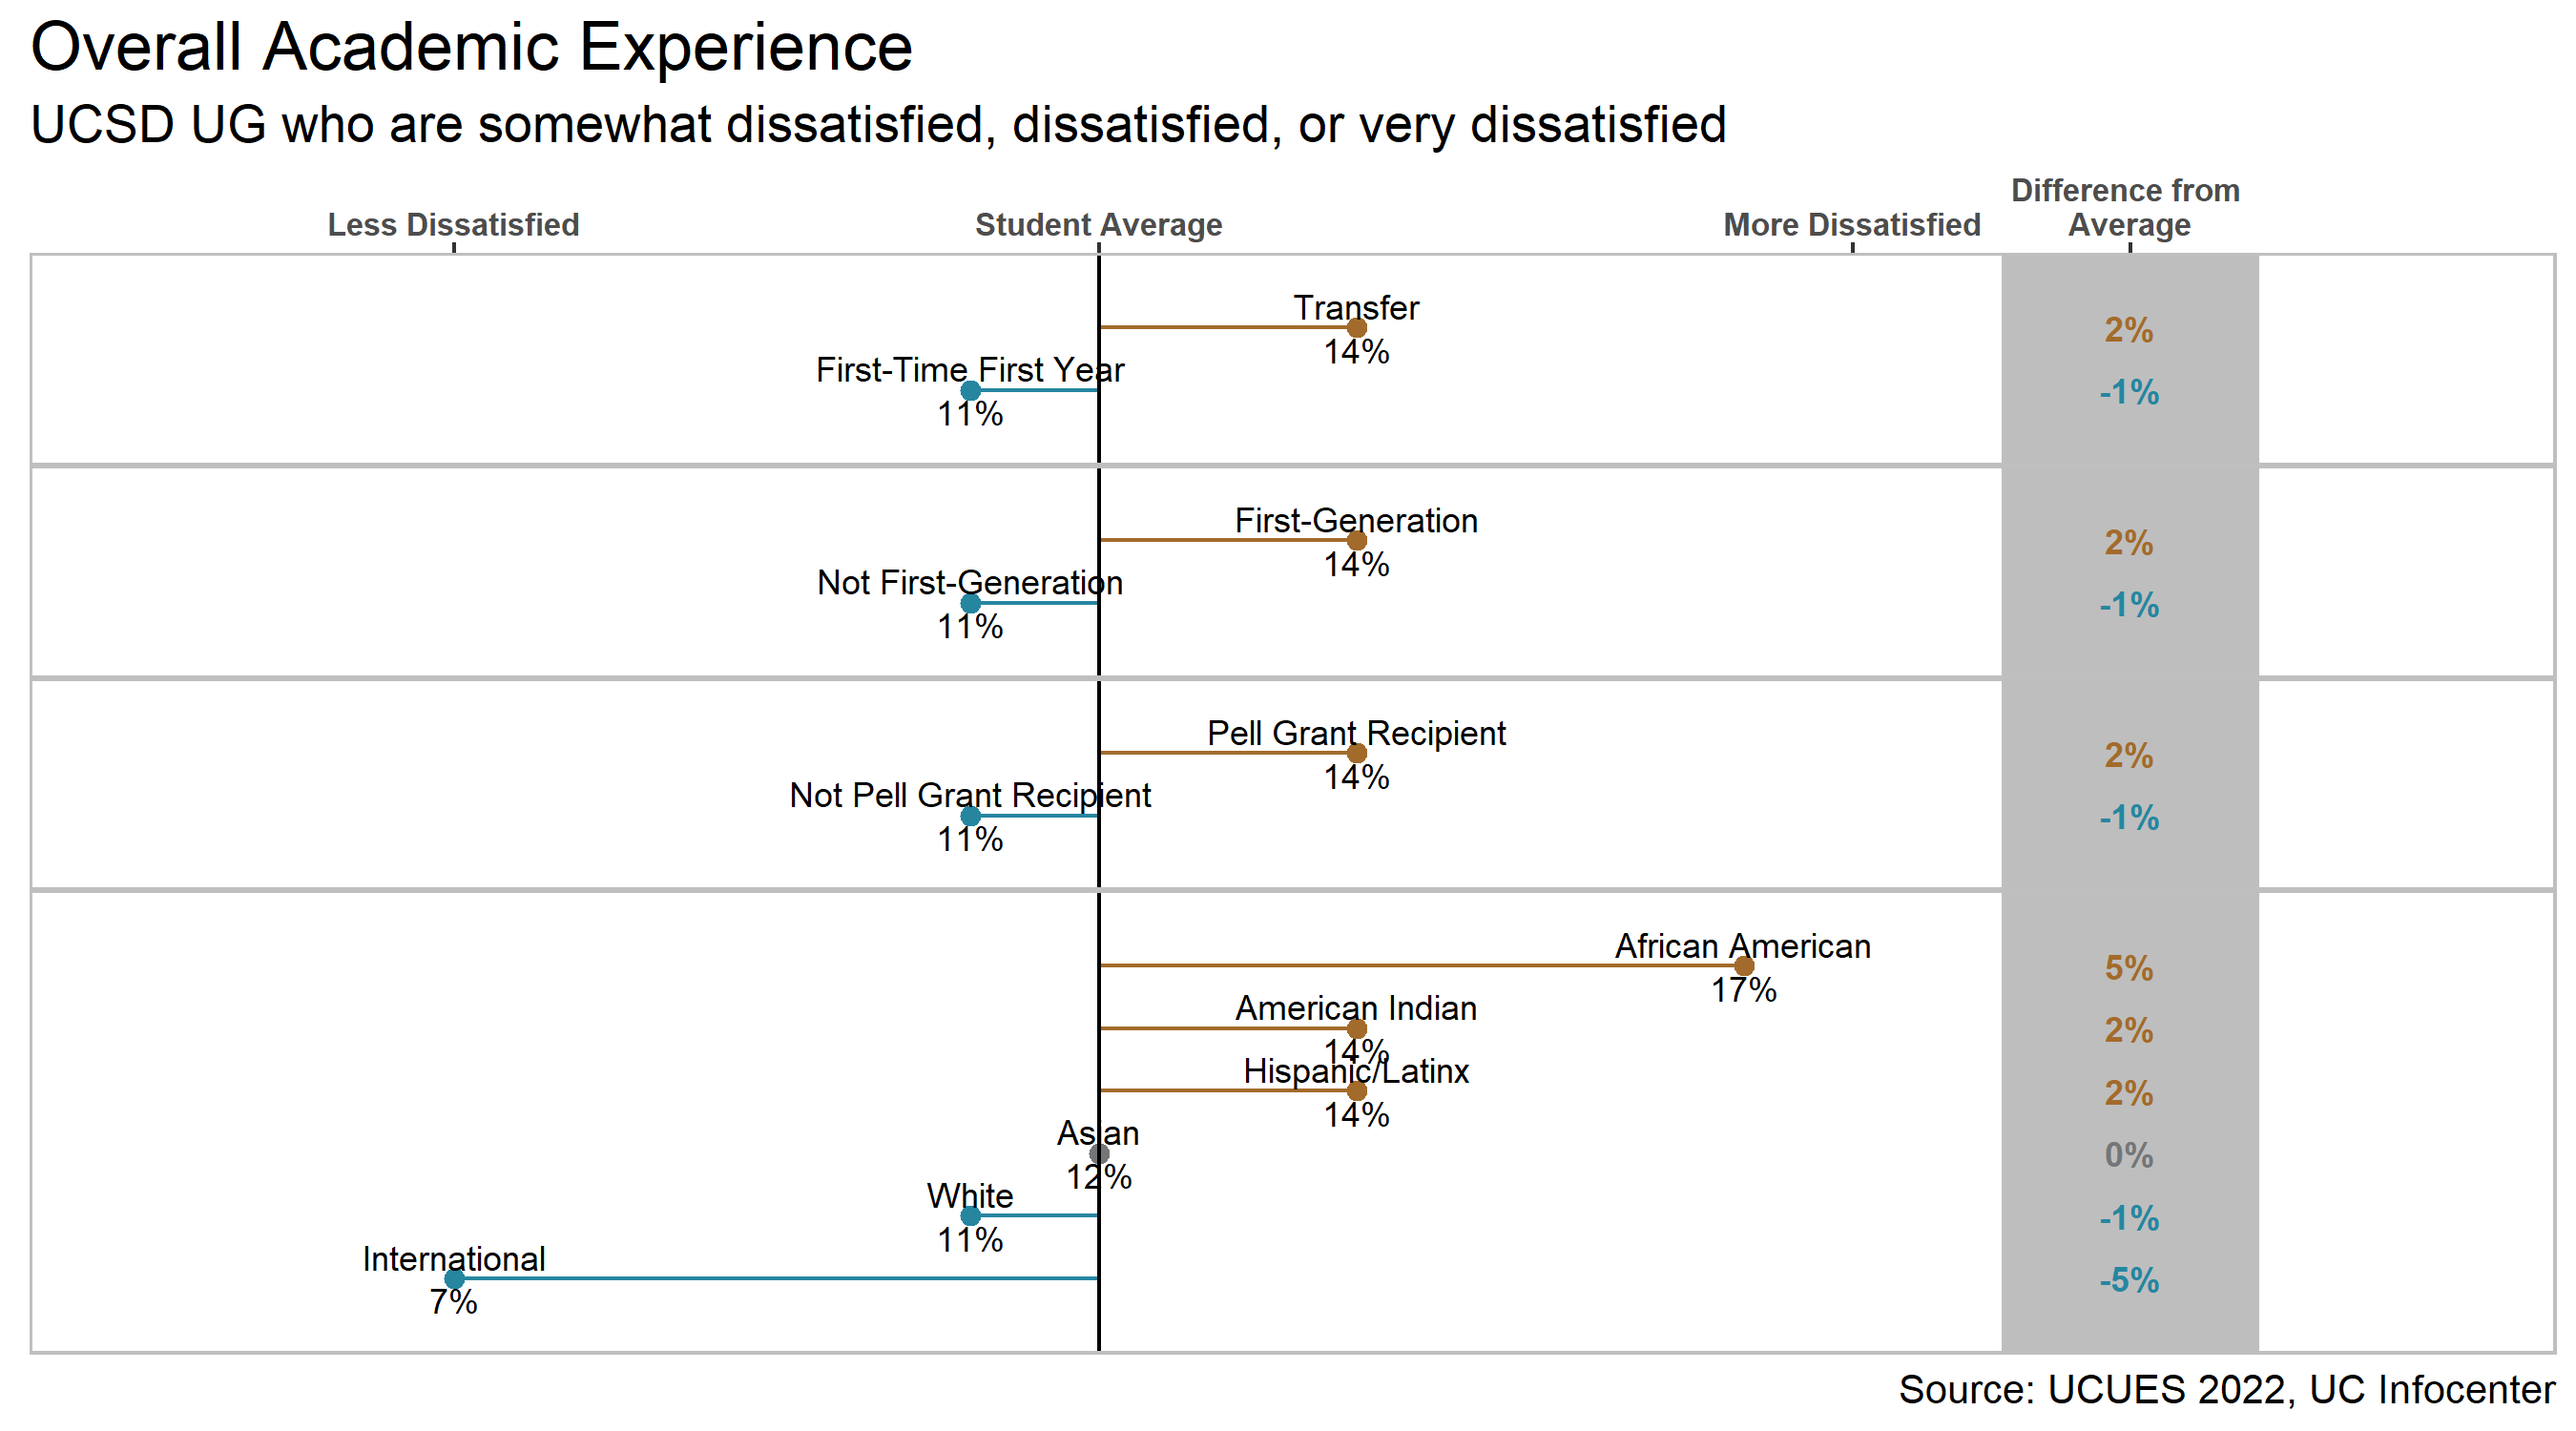 Overall Academic Experience
UCSD UG who are somewhat dissatisfied, dissatisfied, or very dissatisfied
Less Dissatisfied
Student Average
More Dissatisfied
Difference from
Average
Transfer
14%
2%
First-Time First Year
11%
-1%
First-Generation
14%
2%
Not First-Generation
11%
-1%
Pell Grant Recipient
14%
2%
Not Pell Grant Recipient
11%
-1%
African American
17%
5%
American Indian
14%
2%
Hispanic/Latinx
14%
2%
Asian
12%
0%
White
11%
-1%
International
7%
-5%
Source: UCUES 2022, UC Infocenter